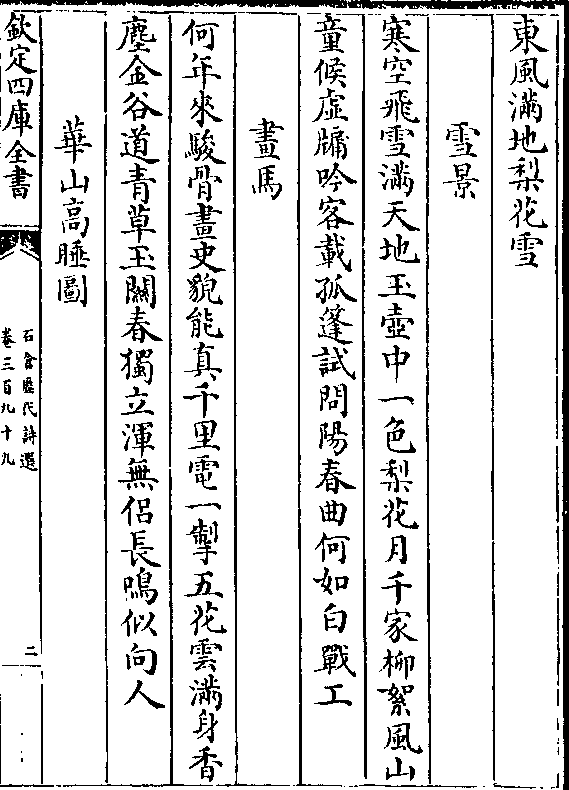 東風滿地梨花雪
雪景
寒空飛雪滿天地玉壺中一色梨花月千家柳絮風山
童候虛牖吟客載孤篷試問陽春曲何如白戰工
畫馬
何年來駿骨畫史貌能真千里電一掣五花雲滿身香
塵金谷道青草玉關春獨立渾無侣長鳴似向人
華山高睡圖
欽定四庫全書
石倉歷代詩選
卷三百九十九
二